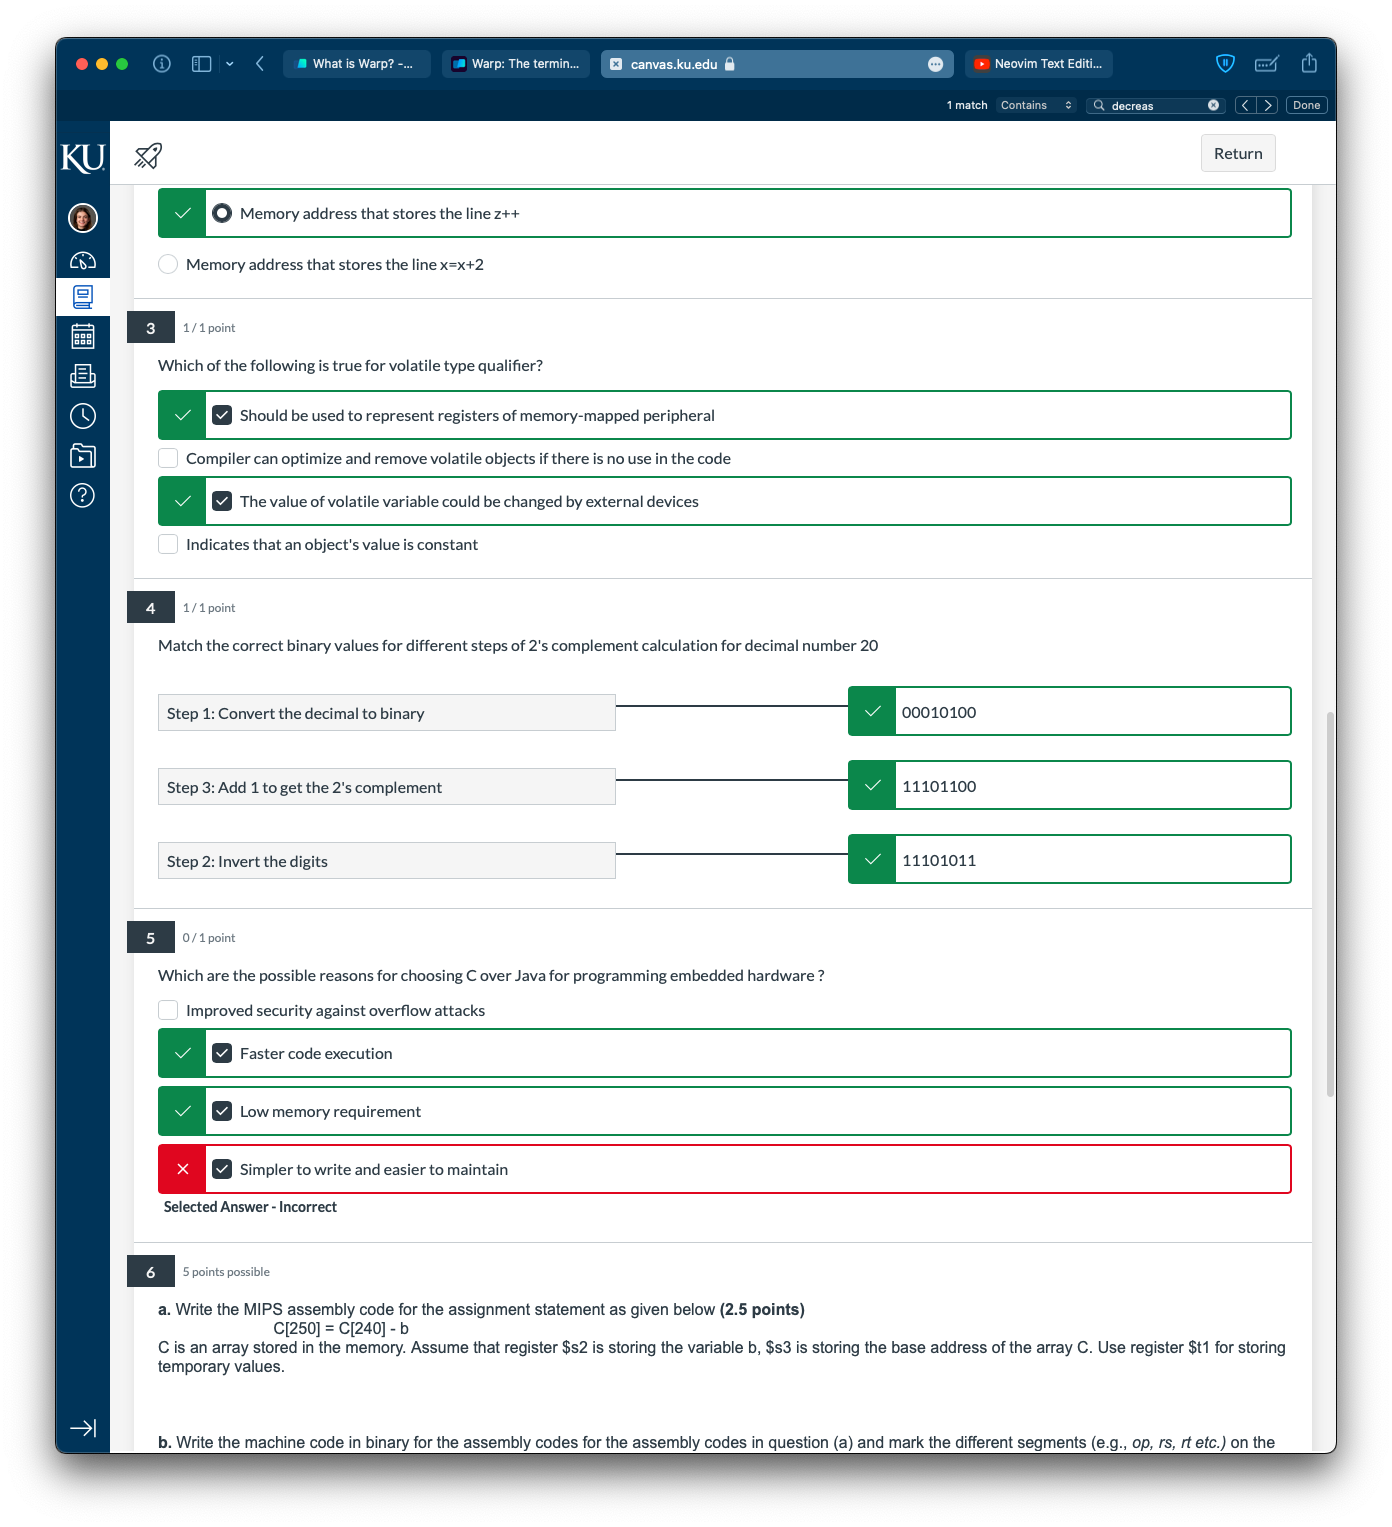 What is Warp? -...
Warp: The termin...
canvas.ku.edu
Neovim Text Editi...
1 match
Contains
decreas
Done
KU
Return
Memory address that stores the line z++
Memory address that stores the line x=x+2
3
1 / 1 point
Which of the following is true for volatile type qualifier?
Should be used to represent registers of memory-mapped peripheral
Compiler can optimize and remove volatile objects if there is no use in the code
The value of volatile variable could be changed by external devices
Indicates that an object's value is constant
4
1 / 1 point
Match the correct binary values for different steps of 2's complement calculation for decimal number 20
Step 1: Convert the decimal to binary
00010100
Step 3: Add 1 to get the 2's complement
11101100
Step 2: Invert the digits
11101011
5
0 / 1 point
Which are the possible reasons for choosing C over Java for programming embedded hardware ?
Improved security against overflow attacks
Faster code execution
Low memory requirement
Simpler to write and easier to maintain
Selected Answer - Incorrect
6
5 points possible
a. Write the MIPS assembly code for the assignment statement as given below (2.5 points)
C[250] = C[240] - b
C is an array stored in the memory. Assume that register $s2 is storing the variable b, $s3 is storing the base address of the array C. Use register $t1 for storing
temporary values.
b. Write the machine code in binary for the assembly codes for the assembly codes in question (a) and mark the different segments (e.g., op, rs, rt etc.) on the